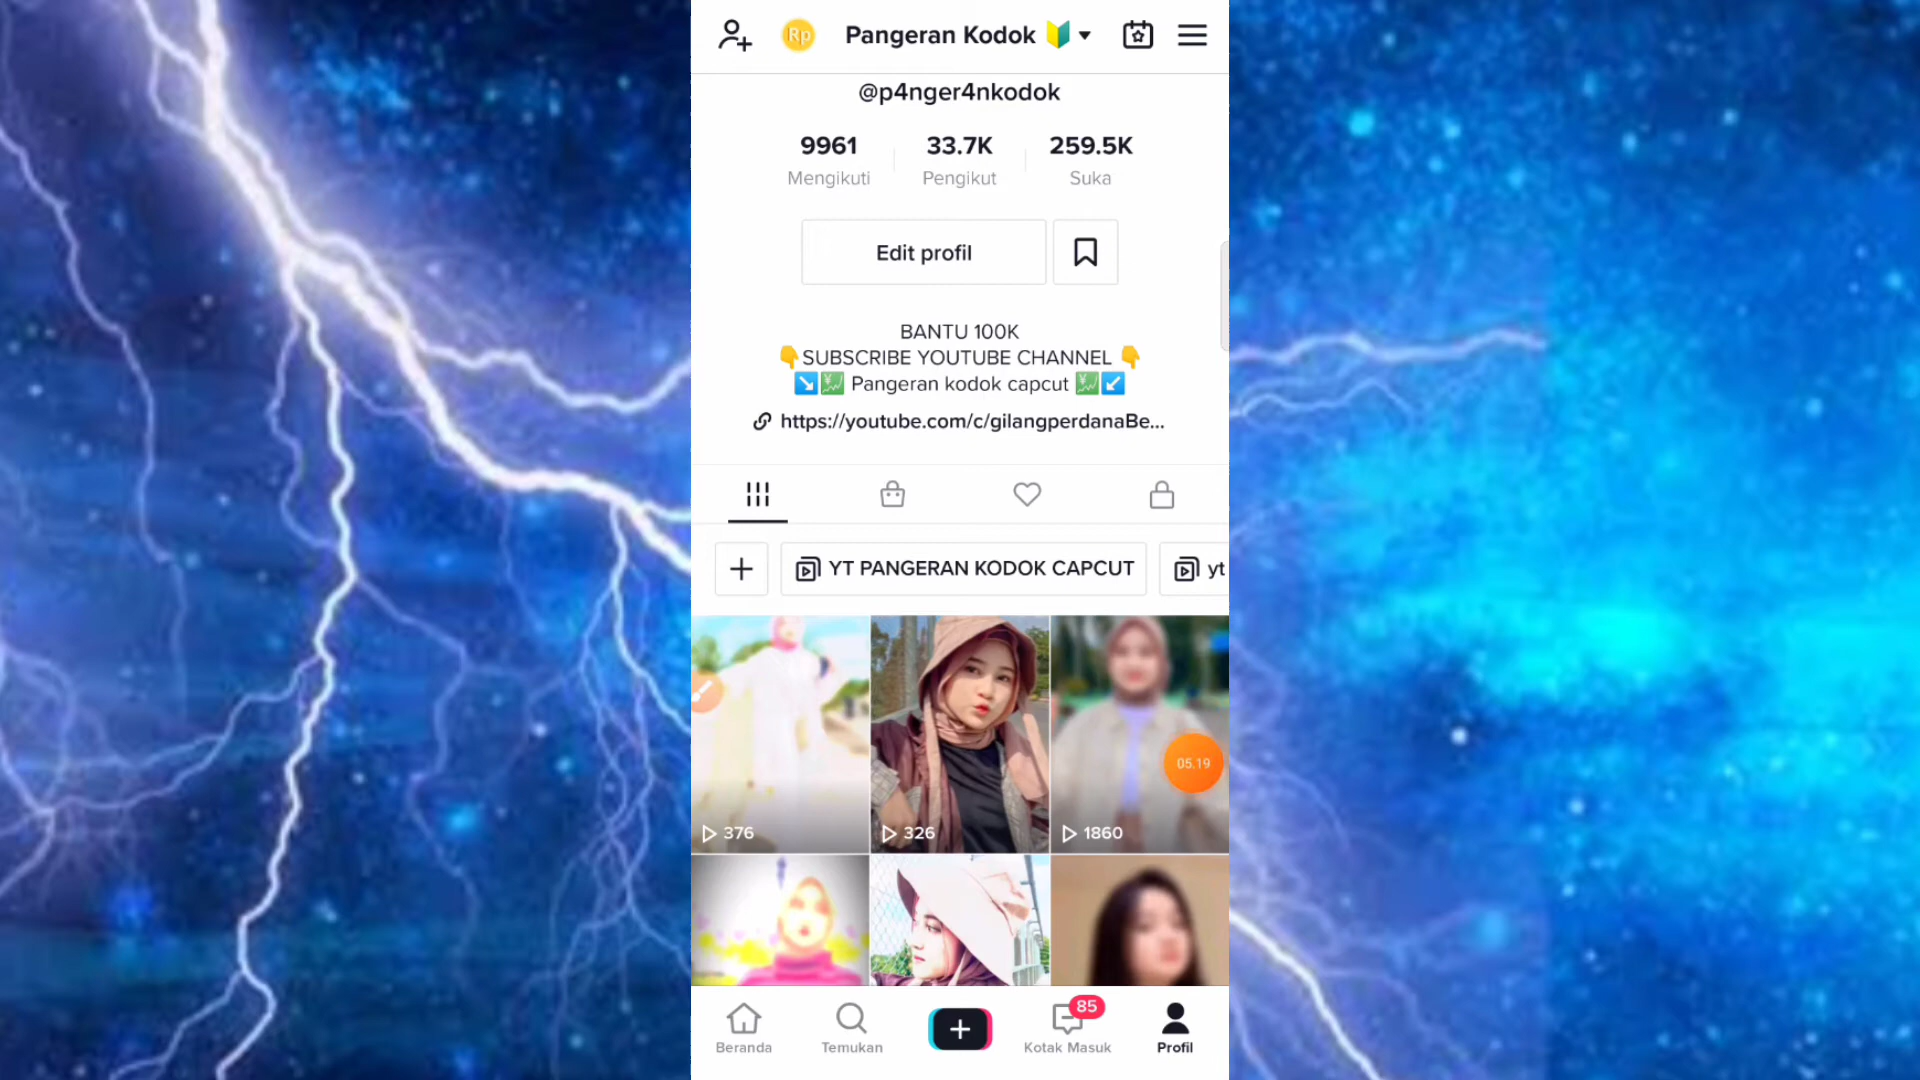 Rp Pangeran Kodok 🔰
@p4nger4nkodok
9961 33.7K 259.5K
Mengikuti Pengikut Suka
Edit profil
BANTU 100K
👇SUBSCRIBE YOUTUBE CHANNEL 👇
↘️💹 Pangeran kodok capcut 💹↙️
https://youtube.com/c/gilangperdanaBe...
YT PANGERAN KODOK CAPCUT yt
05.19
376 326 1860
85
Beranda Temukan Kotak Masuk Profil